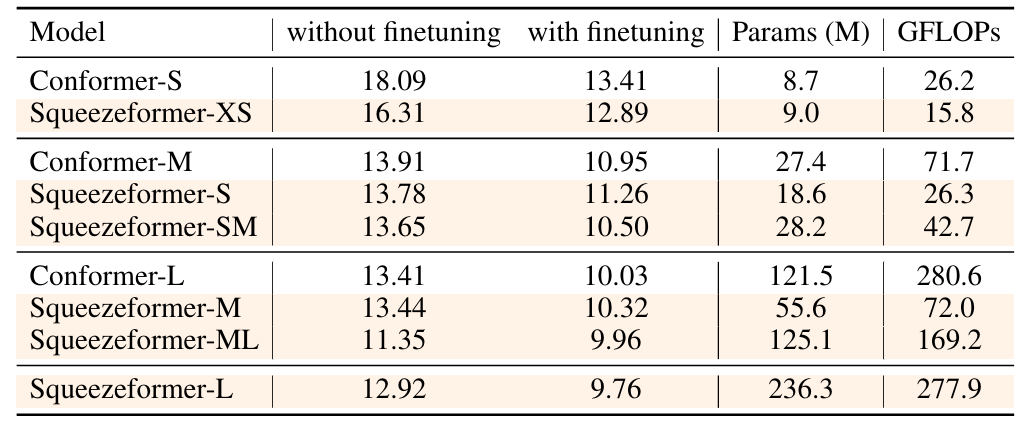 Model without finetuning with finetuning Params (M) GFLOPs
Conformer-S 18.09 13.41 8.7 26.2
Squeezeformer-XS 16.31 12.89 9.0 15.8
Conformer-M 13.91 10.95 27.4 71.7
Squeezeformer-S 13.78 11.26 18.6 26.3
Squeezeformer-SM 13.65 10.50 28.2 42.7
Conformer-L 13.41 10.03 121.5 280.6
Squeezeformer-M 13.44 10.32 55.6 72.0
Squeezeformer-ML 11.35 9.96 125.1 169.2
Squeezeformer-L 12.92 9.76 236.3 277.9